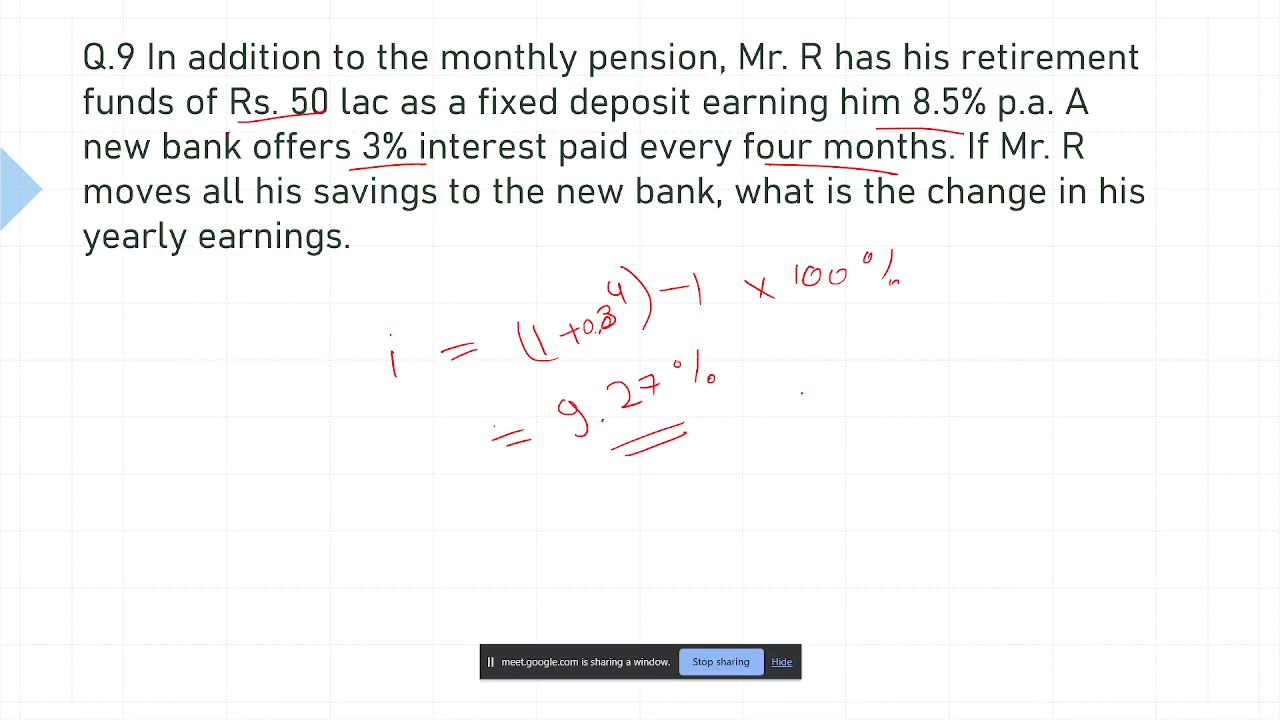 Q.9 In addition to the monthly pension, Mr. R has his retirement
funds of Rs. 50 lac as a fixed deposit earning him 8.5% p.a. A
new bank offers 3% interest paid every four months. If Mr. R
moves all his savings to the new bank, what is the change in his
yearly earnings.
i = (1 + 0.3⁴) - 1 × 100%
= 9.27%
meet.google.com is sharing a window. Stop sharing Hide